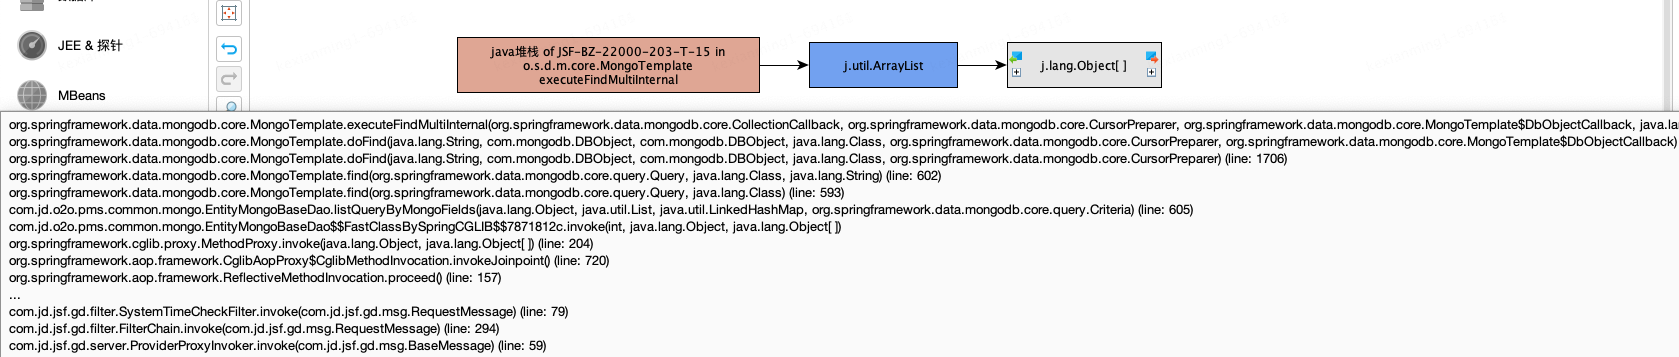 JEE & 探针
MBeans
java堆栈 of JSF-BZ-22000-203-T-15 in
o.s.d.m.core.MongoTemplate
executeFindMultiInternal
j.util.ArrayList
j.lang.Object[ ]
org.springframework.data.mongodb.core.MongoTemplate.executeFindMultiInternal(org.springframework.data.mongodb.core.CollectionCallback, org.springframework.data.mongodb.core.CursorPreparer, org.springframework.data.mongodb.core.MongoTemplate$DbObjectCallback, java.la
org.springframework.data.mongodb.core.MongoTemplate.doFind(java.lang.String, com.mongodb.DBObject, com.mongodb.DBObject, java.lang.Class, org.springframework.data.mongodb.core.CursorPreparer, org.springframework.data.mongodb.core.MongoTemplate$DbObjectCallback)
org.springframework.data.mongodb.core.MongoTemplate.doFind(java.lang.String, com.mongodb.DBObject, com.mongodb.DBObject, java.lang.Class, org.springframework.data.mongodb.core.CursorPreparer) (line: 1706)
org.springframework.data.mongodb.core.MongoTemplate.find(org.springframework.data.mongodb.core.query.Query, java.lang.Class, java.lang.String) (line: 602)
org.springframework.data.mongodb.core.MongoTemplate.find(org.springframework.data.mongodb.core.query.Query, java.lang.Class) (line: 593)
com.jd.o2o.pms.common.mongo.EntityMongoBaseDao.listQueryByMongoFields(java.lang.Object, java.util.List, java.util.LinkedHashMap, org.springframework.data.mongodb.core.query.Criteria) (line: 605)
com.jd.o2o.pms.common.mongo.EntityMongoBaseDao$$FastClassBySpringCGLIB$$7871812c.invoke(int, java.lang.Object, java.lang.Object[ ])
org.springframework.cglib.proxy.MethodProxy.invoke(java.lang.Object, java.lang.Object[ ]) (line: 204)
org.springframework.aop.framework.CglibAopProxy$CglibMethodInvocation.invokeJoinpoint() (line: 720)
org.springframework.aop.framework.ReflectiveMethodInvocation.proceed() (line: 157)
...
com.jd.jsf.gd.filter.SystemTimeCheckFilter.invoke(com.jd.jsf.gd.msg.RequestMessage) (line: 79)
com.jd.jsf.gd.filter.FilterChain.invoke(com.jd.jsf.gd.msg.RequestMessage) (line: 294)
com.jd.jsf.gd.server.ProviderProxyInvoker.invoke(com.jd.jsf.gd.msg.BaseMessage) (line: 59)